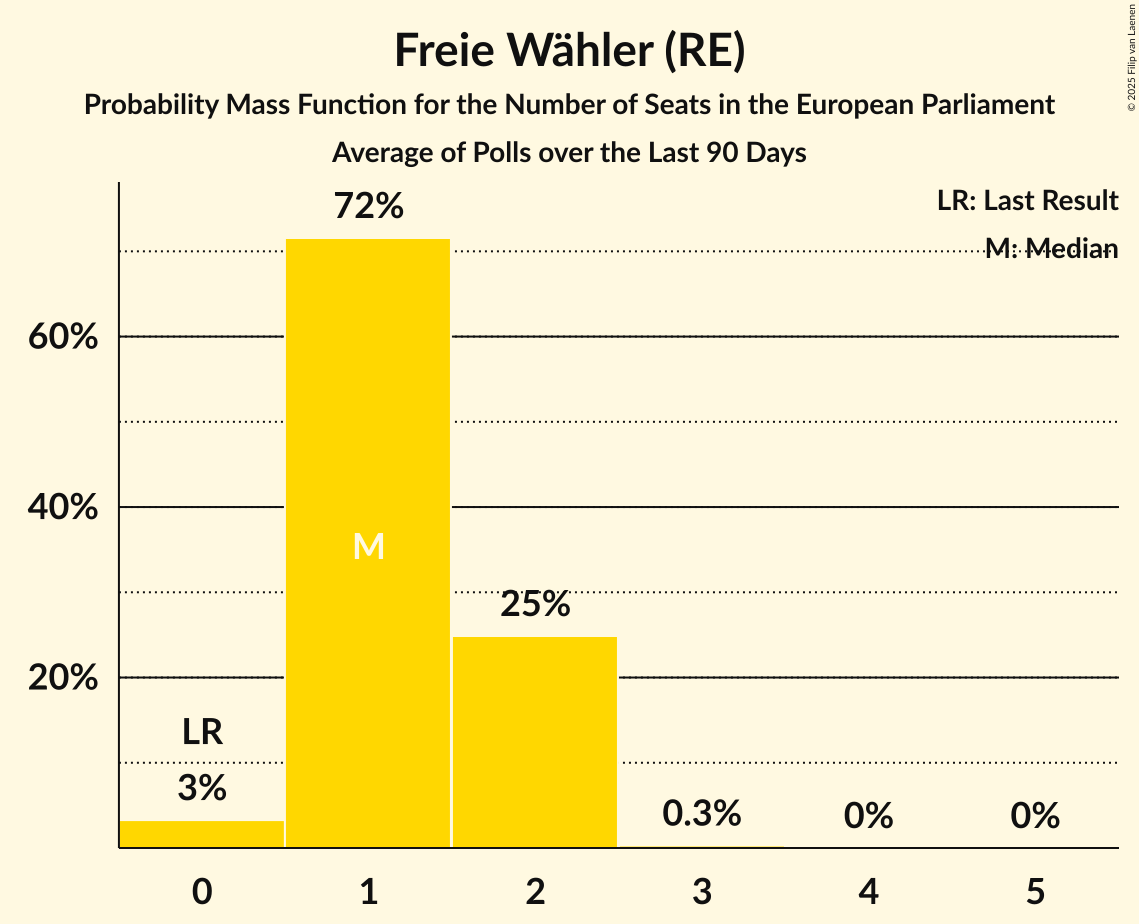 Freie Wähler (RE)
Probability Mass Function for the Number of Seats in the European Parliament
Average of Polls over the Last 90 Days
© 2025 Filip van Laenen
LR: Last Result
M: Median
72%
60%
40%
M
25%
20%
LR
3%
0.3%
0%
0%
0 1 2 3 4 5